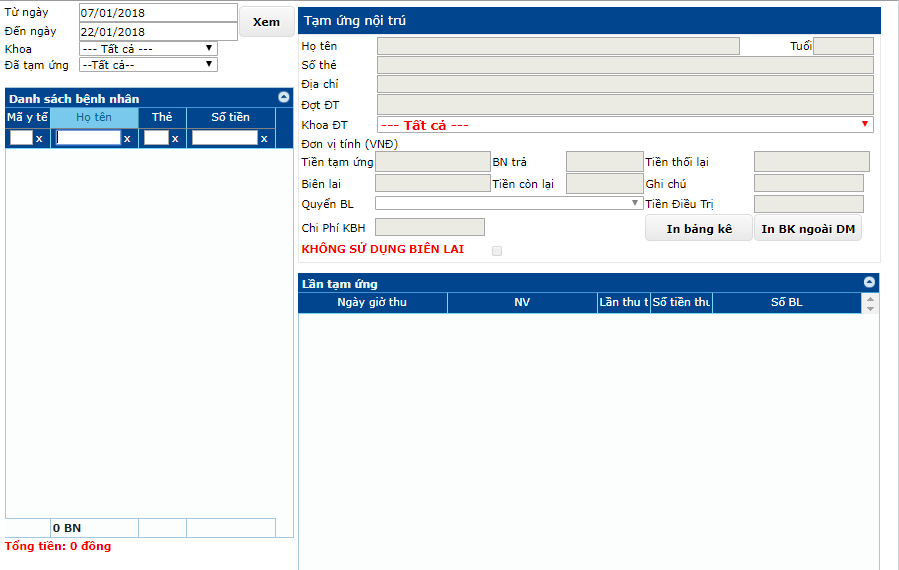 Từ ngày 07/01/2018
Đến ngày 22/01/2018
Xem
Khoa --- Tất cả ---
Đã tạm ứng --Tất cả--
Danh sách bệnh nhân
Mã y tế Họ tên Thẻ Số tiền
x x x x
0 BN
Tổng tiền: 0 đồng
Tạm ứng nội trú
Họ tên Tuổi
Số thẻ
Địa chỉ
Đợt ĐT
Khoa ĐT --- Tất cả ---
Đơn vị tính (VNĐ)
Tiền tạm ứng BN trả Tiền thối lại
Biên lai Tiền còn lại Ghi chú
Quyển BL Tiền Điều Trị
Chi Phí KBH In bảng kê In BK ngoài DM
KHÔNG SỬ DỤNG BIÊN LAI
Lần tạm ứng
Ngày giờ thu NV Lần thu t Số tiền thu Số BL